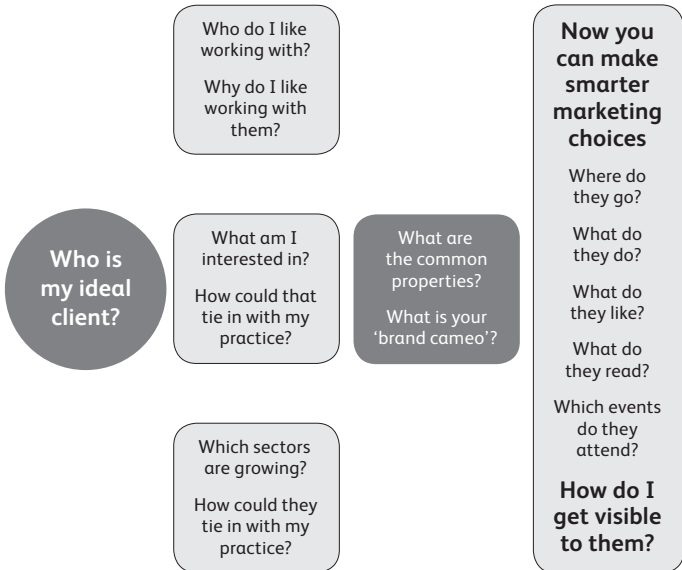 Who is
my ideal
client?
Who do I like
working with?
Why do I like
working with
them?
What am I
interested in?
How could that
tie in with my
practice?
Which sectors
are growing?
How could they
tie in with my
practice?
What are
the common
properties?
What is your
‘brand cameo’?
Now you
can make
smarter
marketing
choices
Where do
they go?
What do
they do?
What do
they like?
What do
they read?
Which events
do they
attend?
How do I
get visible
to them?